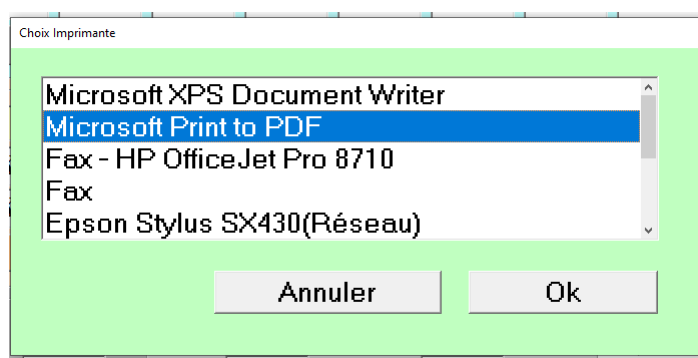 Choix Imprimante
Microsoft XPS Document Writer
Microsoft Print to PDF
Fax - HP OfficeJet Pro 8710
Fax
Epson Stylus SX430(Réseau)
Annuler Ok